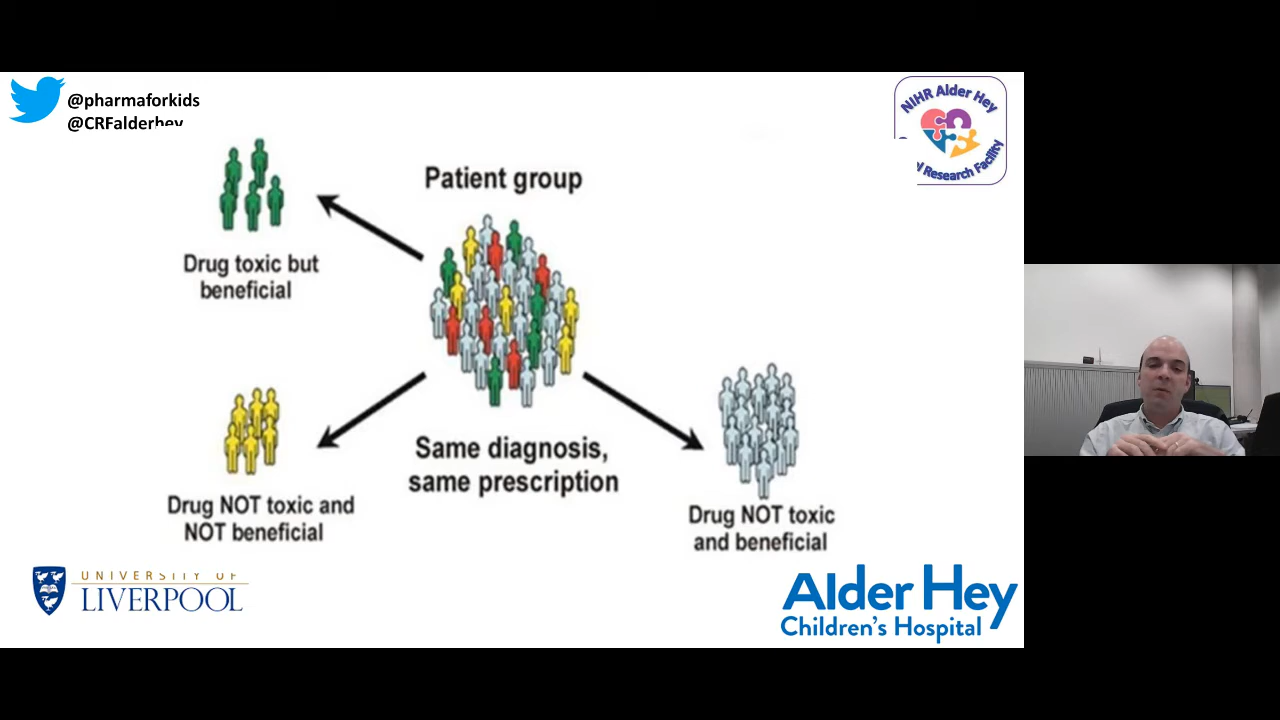 @pharmaforkids
@CRFalderhey
NIHR Alder Hey
Research Facility
Patient group
Drug toxic but
beneficial
Same diagnosis,
same prescription
Drug NOT toxic and
NOT beneficial
Drug NOT toxic
and beneficial
UNIVERSITY OF
LIVERPOOL
Alder Hey
Children's Hospital